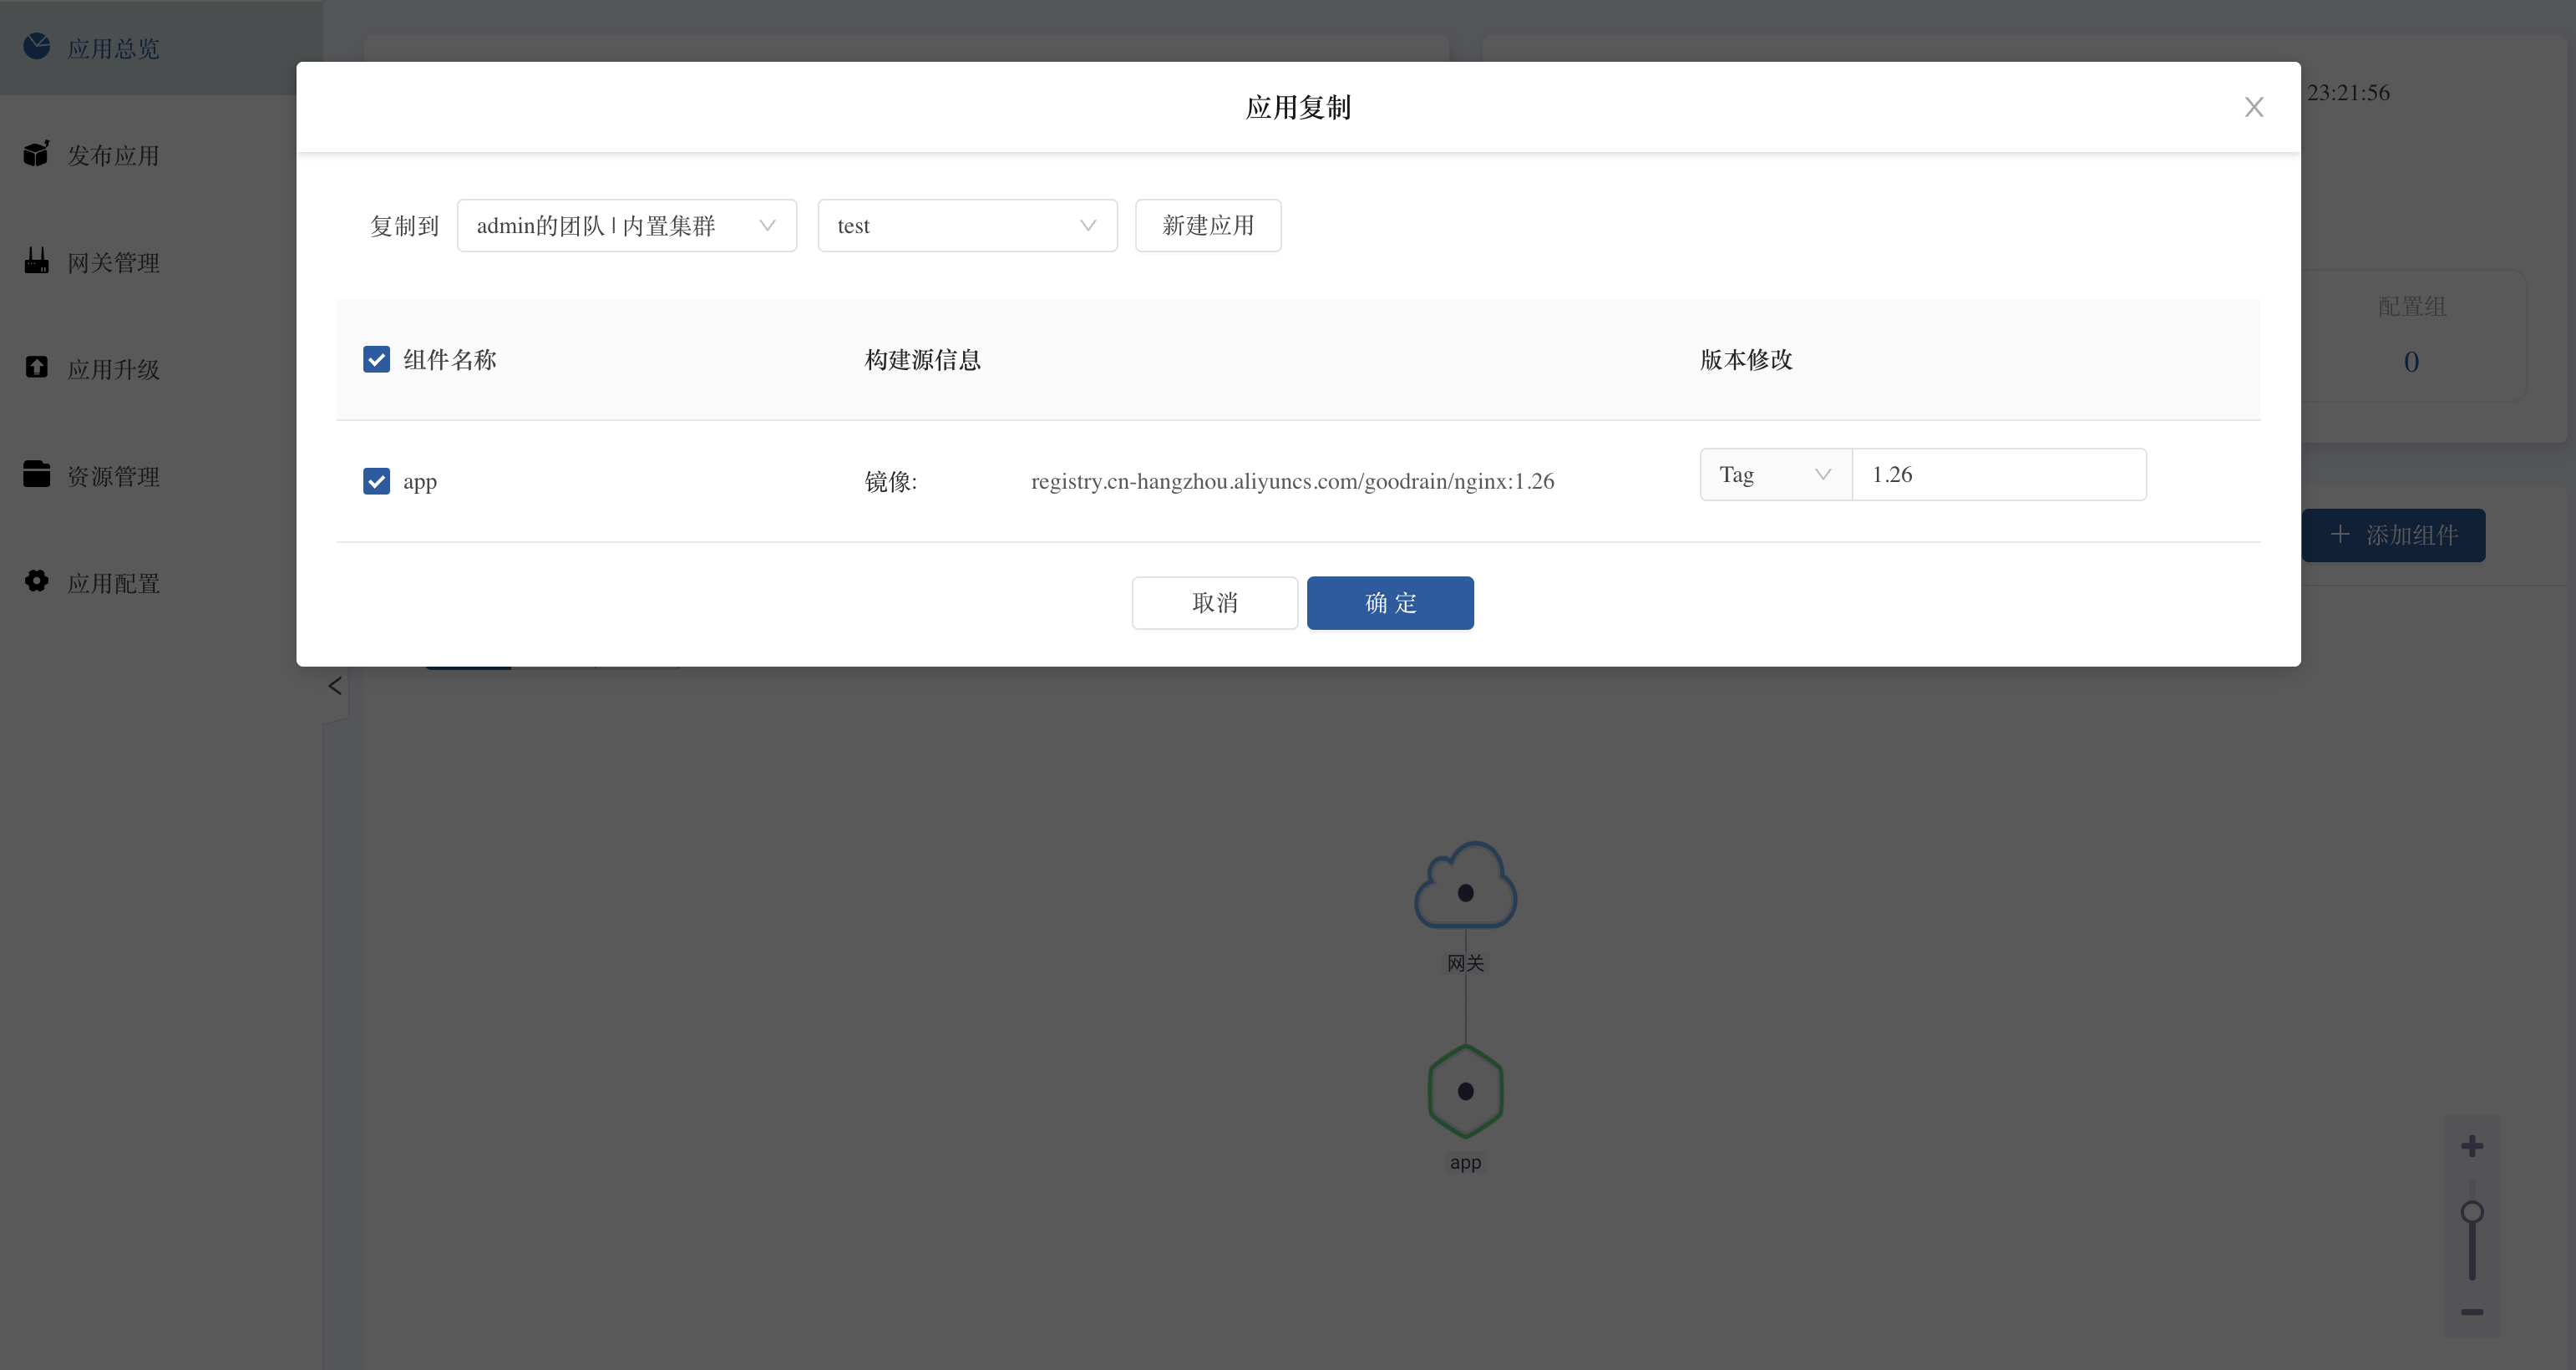 应用总览
发布应用
网关管理
应用升级
资源管理
应用配置
23:21:56
配置组
0
添加组件
应用复制
复制到 admin的团队 | 内置集群 test 新建应用
组件名称 构建源信息 版本修改
app 镜像: registry.cn-hangzhou.aliyuncs.com/goodrain/nginx:1.26 Tag 1.26
取消 确 定
网关
app